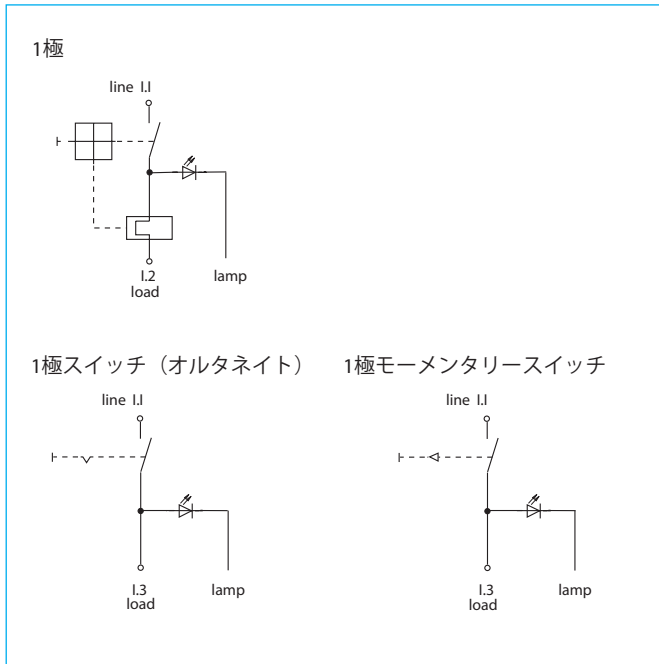 1極
line I.I
I.2
load
lamp
1極スイッチ（オルタネイト）
1極モーメンタリースイッチ
line I.I
I.3
load
lamp
line I.I
I.3
load
lamp